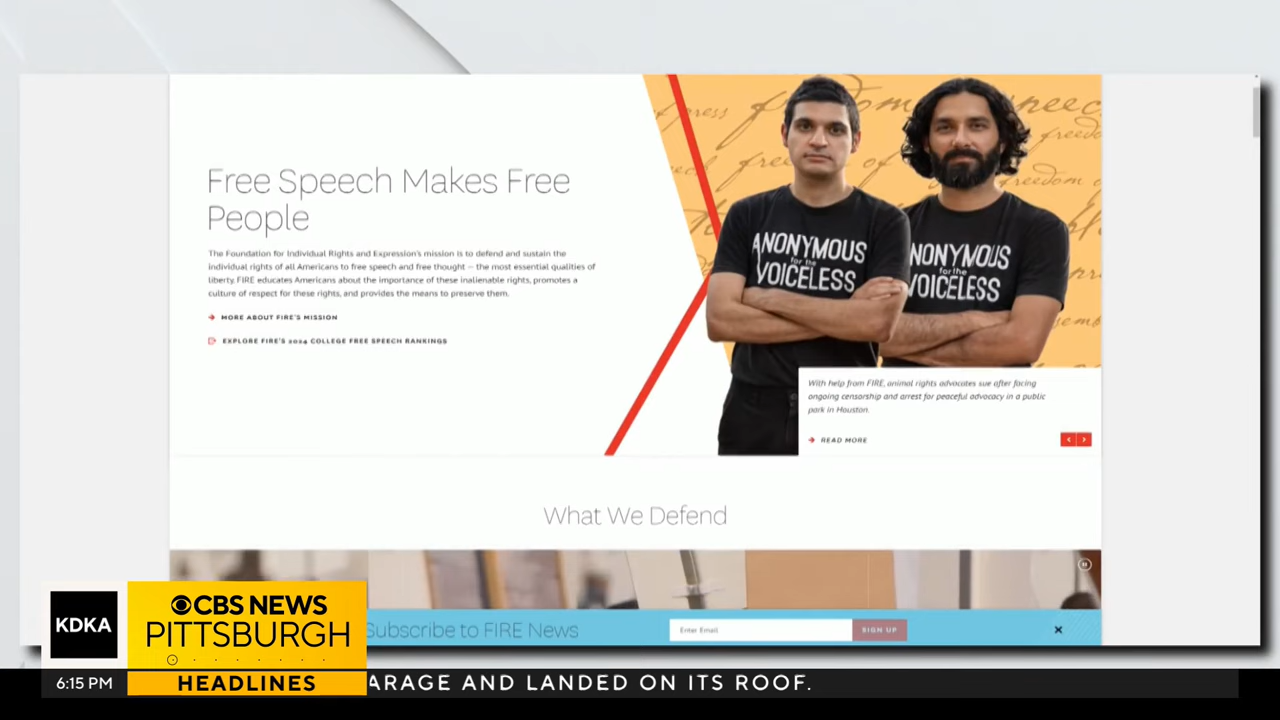 Free Speech Makes Free
People
The Foundation for Individual Rights and Expression's mission is to defend and sustain the
individual rights of all Americans to free speech and free thought — the most essential qualities of
liberty. FIRE educates Americans about the importance of these inalienable rights, promotes a
culture of respect for these rights, and provides the means to preserve them.
MORE ABOUT FIRE'S MISSION
EXPLORE FIRE'S 2024 COLLEGE FREE SPEECH RANKINGS
freedom
ANONYMOUS
for the
VOICELESS
NONYMOUS
for the
VOICELESS
With help from FIRE, animal rights advocates sue after facing
ongoing censorship and arrest for peaceful advocacy in a public
park in Houston.
READ MORE
What We Defend
Subscribe to FIRE News
Enter Email
SIGN UP
KDKA
CBS NEWS
PITTSBURGH
6:15 PM
HEADLINES
ARAGE AND LANDED ON ITS ROOF.